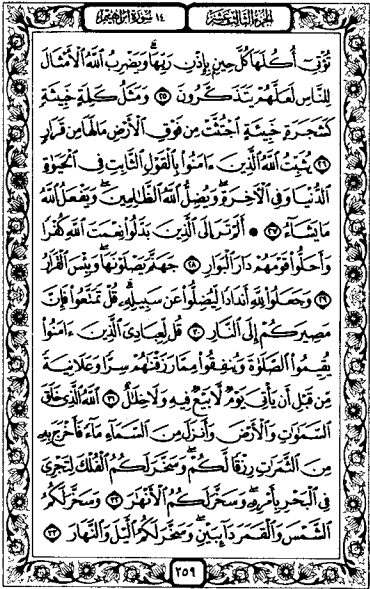 الجزء الثالث عشر ١٤ سورة إبراهيم
تُؤْتِىٓ أُكُلَهَا كُلَّ حِينٍۭ بِإِذْنِ رَبِّهَا ۗ وَيَضْرِبُ ٱللَّهُ ٱلْأَمْثَالَ
لِلنَّاسِ لَعَلَّهُمْ يَتَذَكَّرُونَ ٢٥ وَمَثَلُ كَلِمَةٍ خَبِيثَةٍ
كَشَجَرَةٍ خَبِيثَةٍ ٱجْتُثَّتْ مِن فَوْقِ ٱلْأَرْضِ مَا لَهَا مِن قَرَارٍ
٢٦ يُثَبِّتُ ٱللَّهُ ٱلَّذِينَ ءَامَنُوا۟ بِٱلْقَوْلِ ٱلثَّابِتِ فِى ٱلْحَيَوٰةِ
ٱلدُّنْيَا وَفِى ٱلْـَٔاخِرَةِ ۖ وَيُضِلُّ ٱللَّهُ ٱلظَّـٰلِمِينَ ۚ وَيَفْعَلُ ٱللَّهُ
مَا يَشَآءُ ٢٧ * أَلَمْ تَرَ إِلَى ٱلَّذِينَ بَدَّلُوا۟ نِعْمَتَ ٱللَّهِ كُفْرًا
وَأَحَلُّوا۟ قَوْمَهُمْ دَارَ ٱلْبَوَارِ ٢٨ جَهَنَّمَ يَصْلَوْنَهَا ۖ وَبِئْسَ ٱلْقَرَارُ
٢٩ وَجَعَلُوا۟ لِلَّهِ أَندَادًا لِّيُضِلُّوا۟ عَن سَبِيلِهِۦ ۗ قُلْ تَمَتَّعُوا۟ فَإِنَّ
مَصِيرَكُمْ إِلَى ٱلنَّارِ ٣٠ قُل لِّعِبَادِىَ ٱلَّذِينَ ءَامَنُوا۟
يُقِيمُوا۟ ٱلصَّلَوٰةَ وَيُنفِقُوا۟ مِمَّا رَزَقْنَـٰهُمْ سِرًّا وَعَلَانِيَةً
مِّن قَبْلِ أَن يَأْتِىَ يَوْمٌ لَّا بَيْعٌ فِيهِ وَلَا خِلَـٰلٌ ٣١ ٱللَّهُ ٱلَّذِى خَلَقَ
ٱلسَّمَـٰوَٰتِ وَٱلْأَرْضَ وَأَنزَلَ مِنَ ٱلسَّمَآءِ مَآءً فَأَخْرَجَ بِهِۦ
مِنَ ٱلثَّمَرَٰتِ رِزْقًا لَّكُمْ ۖ وَسَخَّرَ لَكُمُ ٱلْفُلْكَ لِتَجْرِىَ
فِى ٱلْبَحْرِ بِأَمْرِهِۦ ۖ وَسَخَّرَ لَكُمُ ٱلْأَنْهَـٰرَ ٣٢ وَسَخَّرَ لَكُمُ
ٱلشَّمْسَ وَٱلْقَمَرَ دَآئِبَيْنِ ۖ وَسَخَّرَ لَكُمُ ٱلَّيْلَ وَٱلنَّهَارَ ٣٣
٢٥٩